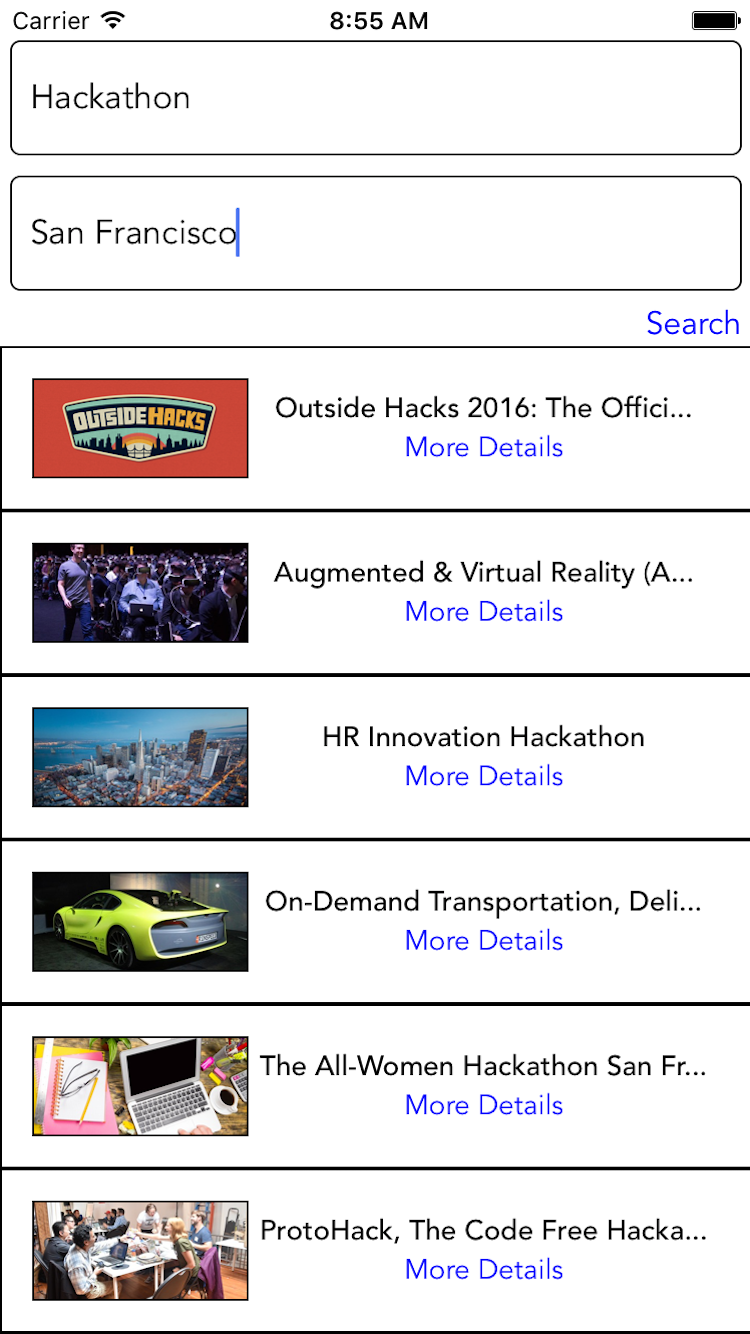 Carrier 8:55 AM
Hackathon
San Francisco
Search
OUTSIDE HACKS
Outside Hacks 2016: The Offici...
More Details
Augmented & Virtual Reality (A...
More Details
HR Innovation Hackathon
More Details
On-Demand Transportation, Deli...
More Details
The All-Women Hackathon San Fr...
More Details
ProtoHack, The Code Free Hacka...
More Details